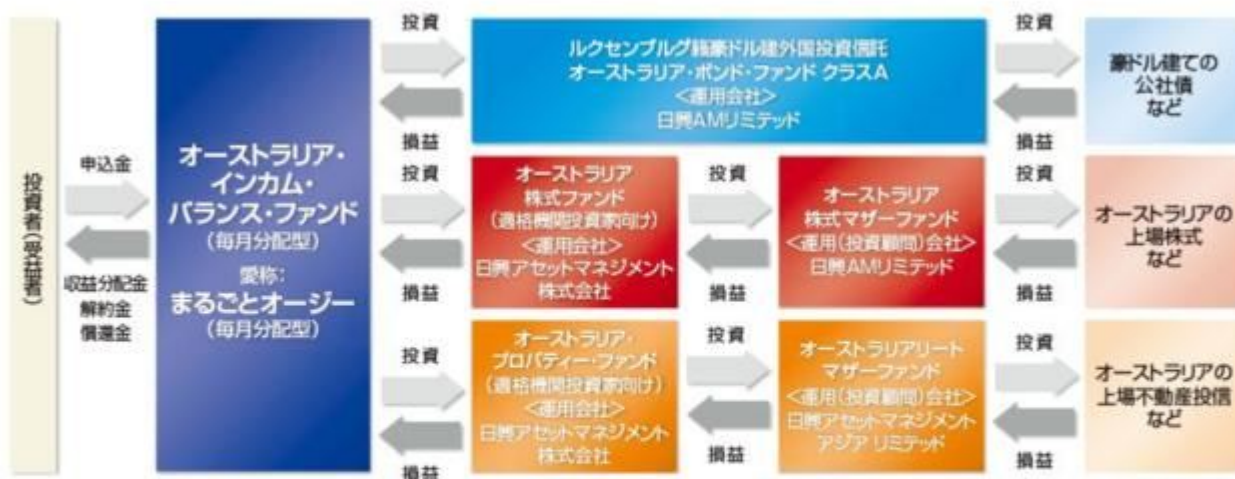 投資者（受益者）
申込金
収益分配金
解約金
償還金
オーストラリア・
インカム・
バランス・ファンド
（毎月分配型）
愛称：
まるごとオージー
（毎月分配型）
投資
損益
ルクセンブルグ籍豪ドル建外国投資信託
オーストラリア・ボンド・ファンド クラスA
＜運用会社＞
日興AMリミテッド
投資
損益
豪ドル建ての
公社債
など
投資
損益
オーストラリア
株式ファンド
（適格機関投資家向け）
＜運用会社＞
日興アセットマネジメント
株式会社
投資
損益
オーストラリア
株式マザーファンド
＜運用（投資顧問）会社＞
日興AMリミテッド
投資
損益
オーストラリアの
上場株式
など
投資
損益
オーストラリア・
プロパティー・ファンド
（適格機関投資家向け）
＜運用会社＞
日興アセットマネジメント
株式会社
投資
損益
オーストラリアリート
マザーファンド
＜運用（投資顧問）会社＞
日興アセットマネジメント
アジア リミテッド
投資
損益
オーストラリアの
上場不動産投信
など